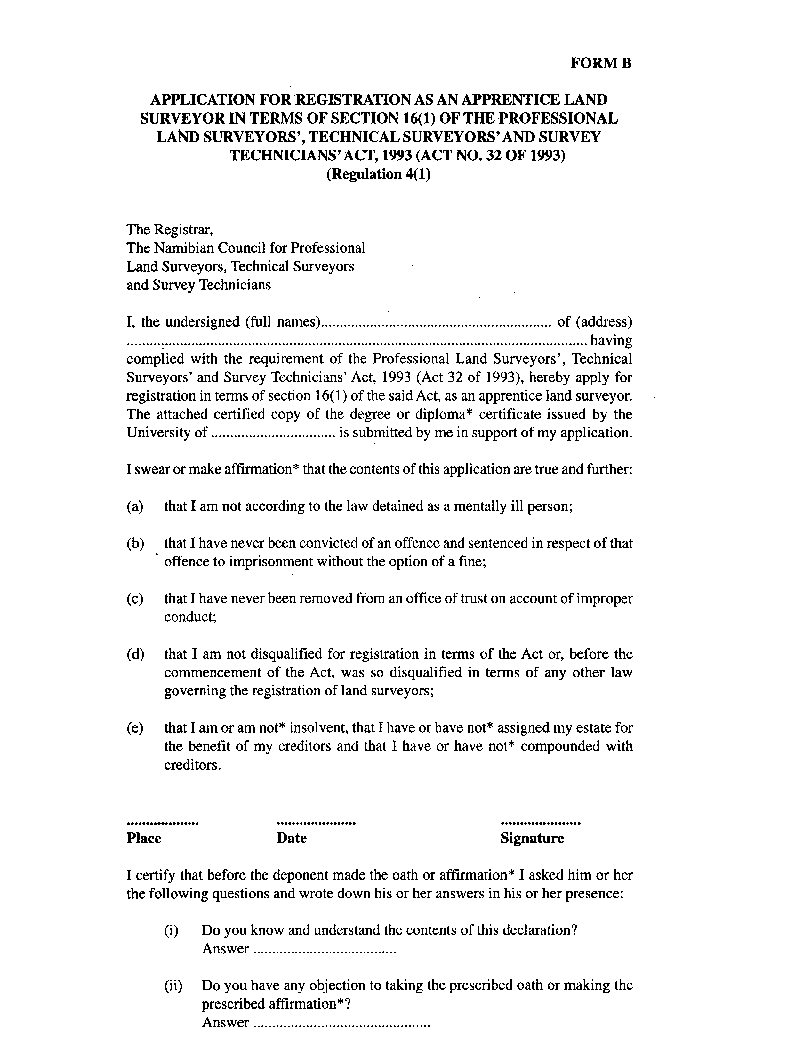 FORM B
APPLICATION FOR REGISTRATION AS AN APPRENTICE LAND
SURVEYOR IN TERMS OF SECTION 16(1) OF THE PROFESSIONAL
LAND SURVEYORS', TECHNICAL SURVEYORS' AND SURVEY
TECHNICIANS' ACT, 1993 (ACT NO. 32 OF 1993)
(Regulation 4(1)
The Registrar,
The Namibian Council for Professional
Land Surveyors, Technical Surveyors
and Survey Technicians
I, the undersigned (full names)............................................................. of (address)
.......................................................................................................................... having
complied with the requirement of the Professional Land Surveyors', Technical
Surveyors' and Survey Technicians' Act, 1993 (Act 32 of 1993), hereby apply for
registration in terms of section 16(1) of the said Act, as an apprentice land surveyor.
The attached certified copy of the degree or diploma* certificate issued by the
University of ................................. is submitted by me in support of my application.
I swear or make affirmation* that the contents of this application are true and further:
(a) that I am not according to the law detained as a mentally ill person;
(b) that I have never been convicted of an offence and sentenced in respect of that
offence to imprisonment without the option of a fine;
(c) that I have never been removed from an office of trust on account of improper
conduct;
(d) that I am not disqualified for registration in terms of the Act or, before the
commencement of the Act, was so disqualified in terms of any other law
governing the registration of land surveyors;
(e) that I am or am not* insolvent, that I have or have not* assigned my estate for
the benefit of my creditors and that I have or have not* compounded with
creditors.
................... ..................... .....................
Place Date Signature
I certify that before the deponent made the oath or affirmation* I asked him or her
the following questions and wrote down his or her answers in his or her presence:
(i) Do you know and understand the contents of this declaration?
Answer ......................................
(ii) Do you have any objection to taking the prescribed oath or making the
prescribed affirmation*?
Answer ...............................................